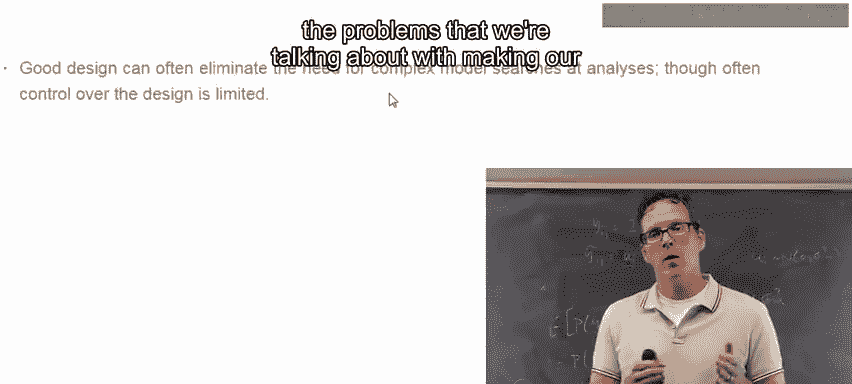 the problems that we're
talking about with making our
· Good design can often eliminate the need for complex model searches at analyses; though often
control over the design is limited.